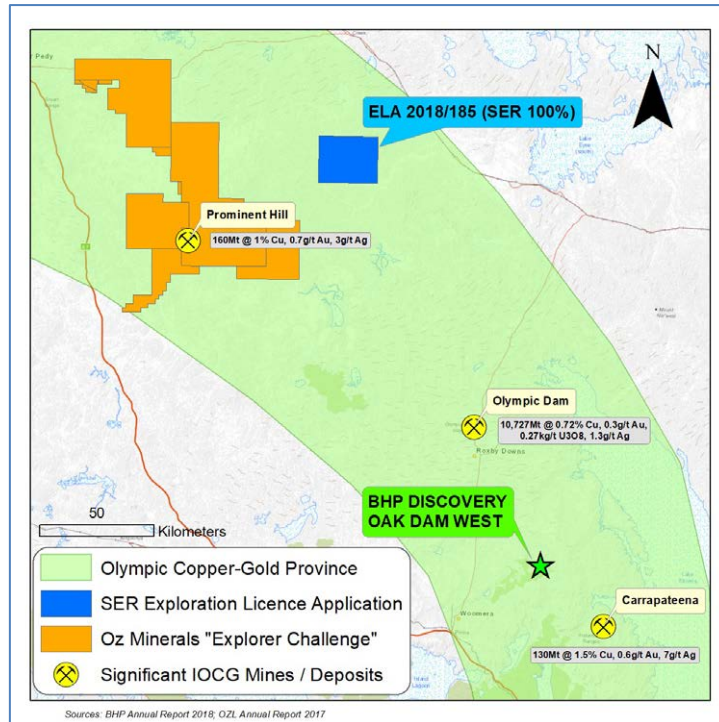 r Pedy
N
ELA 2018/185 (SER 100%)
Prominent Hill
160Mt @ 1% Cu, 0.7g/t Au, 3g/t Ag
Olympic Dam
10,727Mt @ 0.72% Cu, 0.3g/t Au,
0.27kg/t U3O8, 1.3g/t Ag
Roxby Downs
BHP DISCOVERY
OAK DAM WEST
50
Kilometers
Carrapateena
Woomera
130Mt @ 1.5% Cu, 0.6g/t Au, 7g/t Ag
Olympic Copper-Gold Province
SER Exploration Licence Application
Oz Minerals "Explorer Challenge"
Significant IOCG Mines / Deposits
Sources: BHP Annual Report 2018; OZL Annual Report 2017